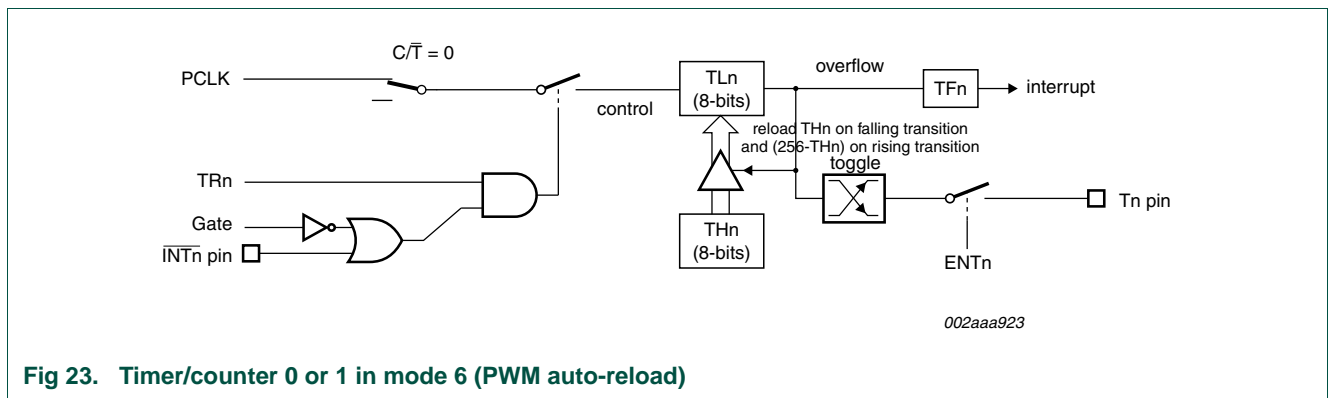 C/T̅ = 0
PCLK
TLn
(8-bits)
overflow
TFn
interrupt
control
reload THn on falling transition
and (256-THn) on rising transition
toggle
TRn
Tn pin
Gate
THn
(8-bits)
I̅N̅T̅n̅ pin
ENTn
002aaa923
Fig 23. Timer/counter 0 or 1 in mode 6 (PWM auto-reload)